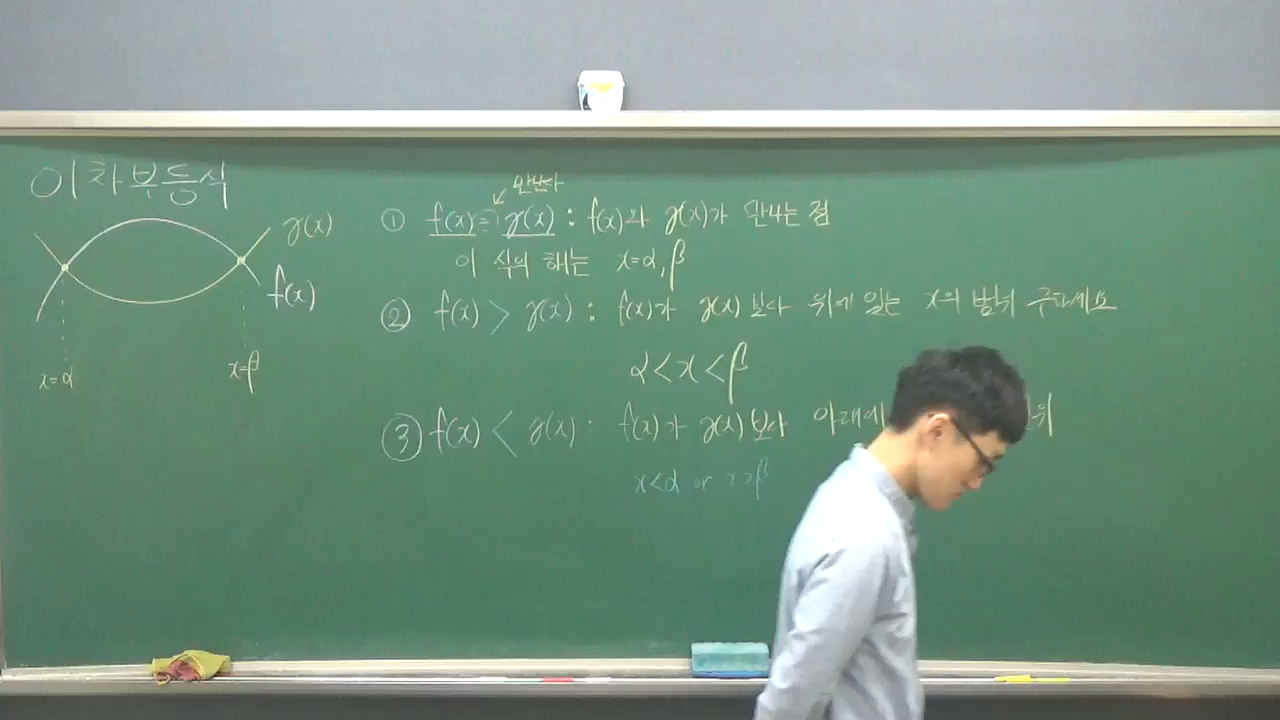 이차부등식
g(x)
f(x)
x=α
x=β
만난다
① f(x)=g(x) : f(x)와 g(x)가 만나는 점
이 식의 해는 x=α, β
② f(x) > g(x) : f(x)가 g(x)보다 위에 있는 x의 범위 구하세요
α<x<β
③ f(x) < g(x) : f(x)가 g(x)보다 아래에 위
x<α or x>β